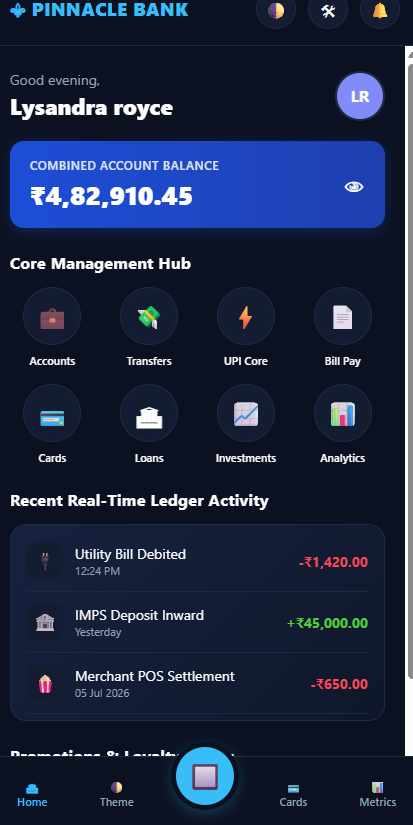 PINNACLE BANK
Good evening,
Lysandra royce
LR
COMBINED ACCOUNT BALANCE
₹4,82,910.45
Core Management Hub
Accounts Transfers UPI Core Bill Pay
Cards Loans Investments Analytics
Recent Real-Time Ledger Activity
Utility Bill Debited
12:24 PM
-₹1,420.00
IMPS Deposit Inward
Yesterday
+₹45,000.00
Merchant POS Settlement
05 Jul 2026
-₹650.00
Promotions & Loyalty
Home Theme Cards Metrics